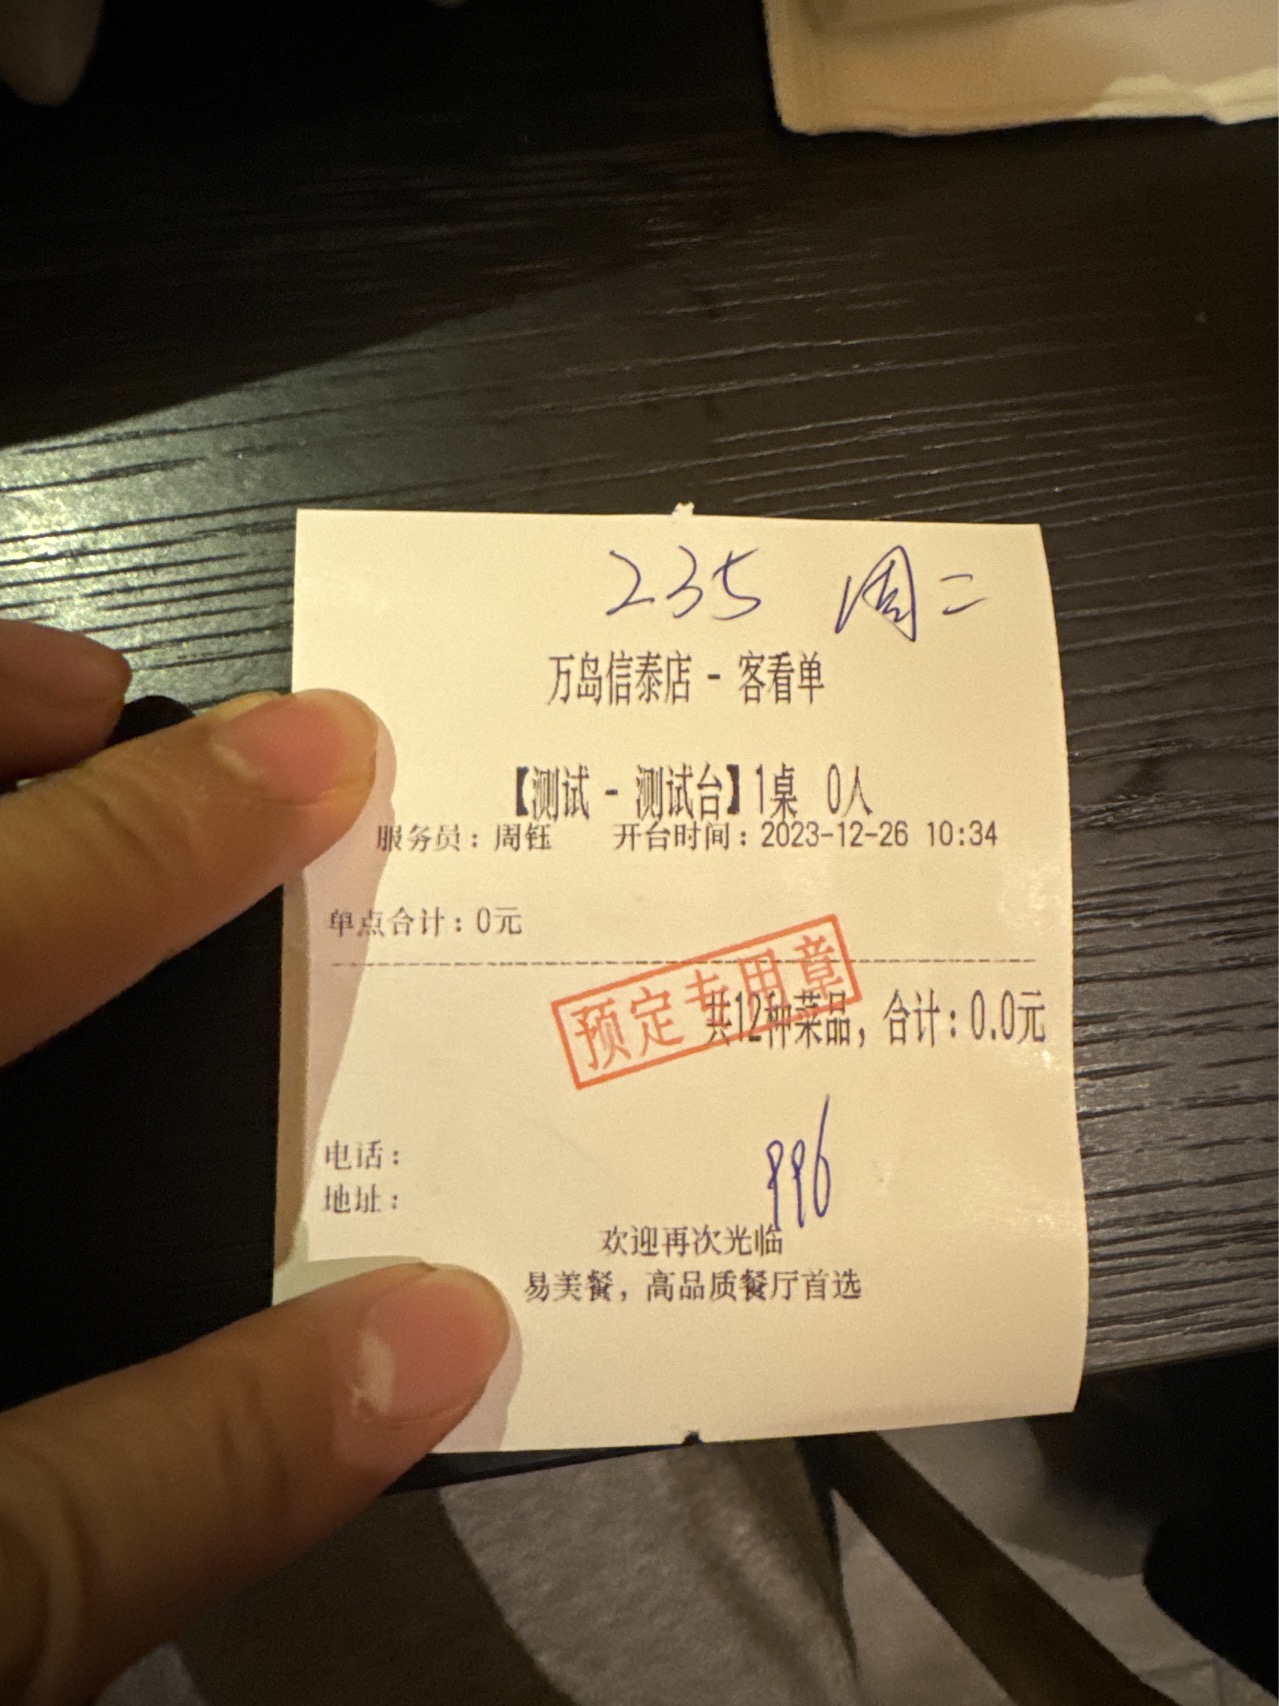 235 周二
万岛信泰店 - 客看单
【测试 - 测试台】1桌 0人
服务员：周钰 开台时间：2023-12-26 10:34
单点合计：0元
预定专用章
共12种菜品，合计：0.0元
电话：
996
地址：
欢迎再次光临
易美餐，高品质餐厅首选